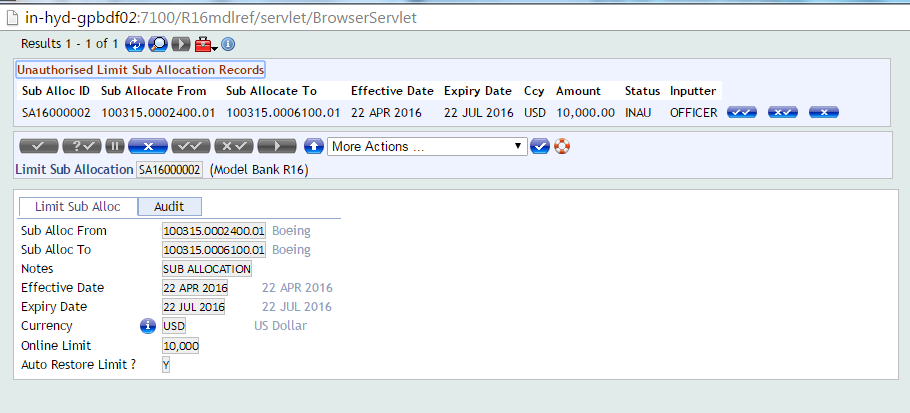 in-hyd-gpbdf02:7100/R16mdlref/servlet/BrowserServlet
Results 1 - 1 of 1
Unauthorised Limit Sub Allocation Records
Sub Alloc ID Sub Allocate From Sub Allocate To Effective Date Expiry Date Ccy Amount Status Inputter
SA16000002 100315.0002400.01 100315.0006100.01 22 APR 2016 22 JUL 2016 USD 10,000.00 INAU OFFICER
More Actions ...
Limit Sub Allocation SA16000002 (Model Bank R16)
Limit Sub Alloc Audit
Sub Alloc From 100315.0002400.01 Boeing
Sub Alloc To 100315.0006100.01 Boeing
Notes SUB ALLOCATION
Effective Date 22 APR 2016 22 APR 2016
Expiry Date 22 JUL 2016 22 JUL 2016
Currency USD US Dollar
Online Limit 10,000
Auto Restore Limit ? Y